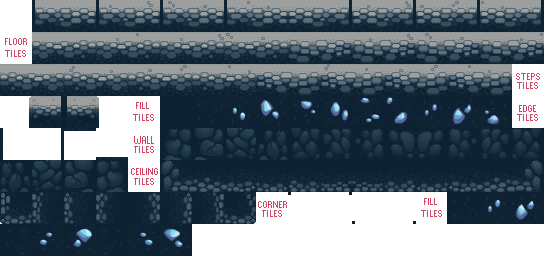 FLOOR
TILES
STEPS
TILES
FILL
TILES
EDGE
TILES
WALL
TILES
CEILING
TILES
CORNER
TILES
FILL
TILES